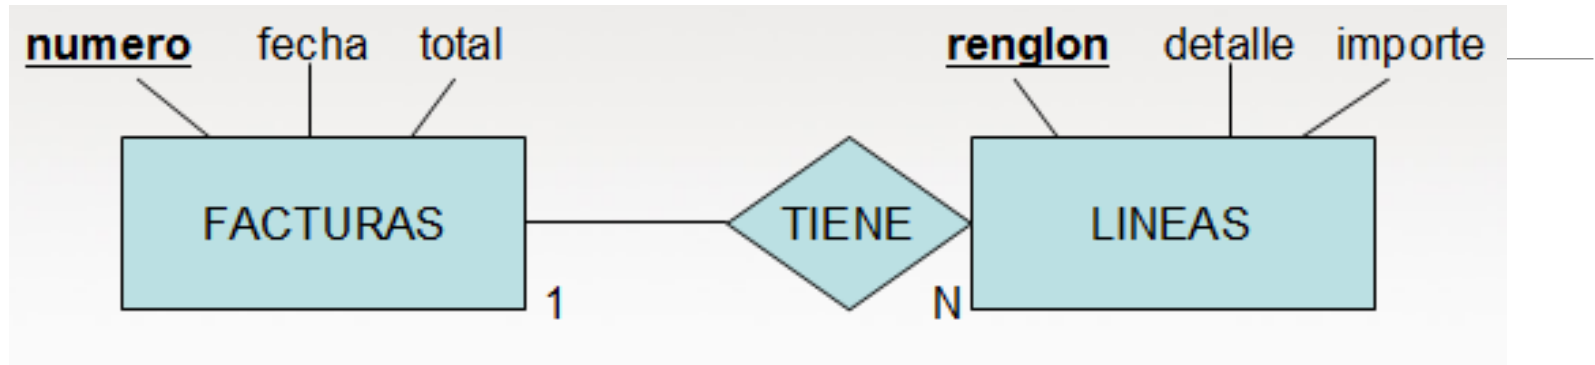 numero fecha total renglon detalle importe
FACTURAS TIENE LINEAS
1 N